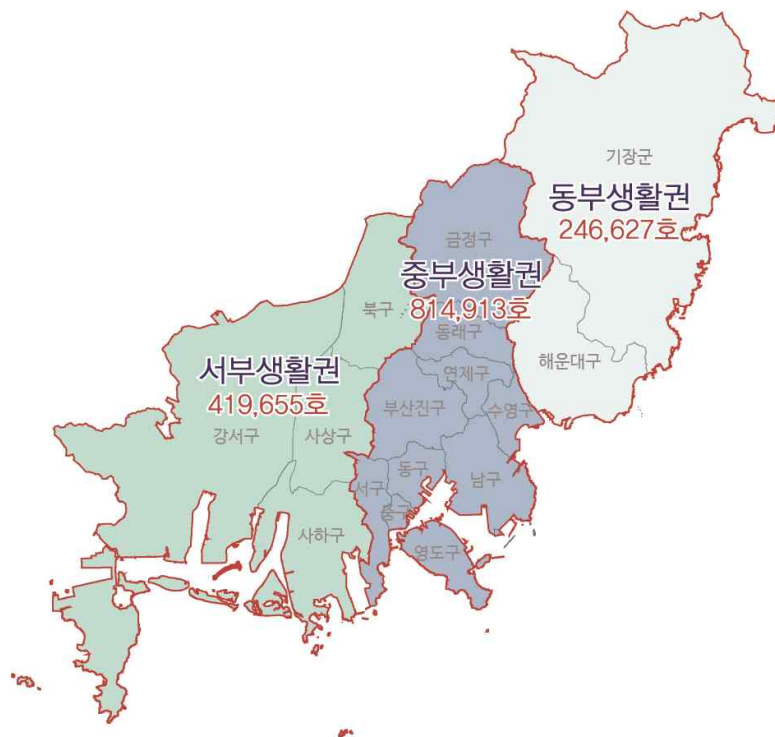 기장군
동부생활권
246,627호
금정구
중부생활권
814,913호
북구
동래구
해운대구
연제구
서부생활권
419,655호
부산진구
수영구
강서구
사상구
동구
남구
서구
중구
사하구
영도구